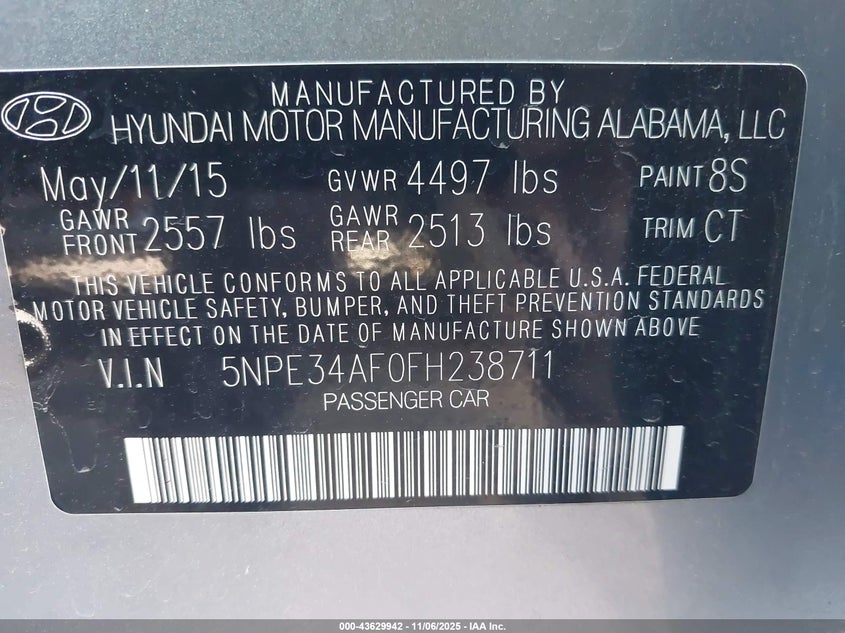 MANUFACTURED BY
HYUNDAI MOTOR MANUFACTURING ALABAMA, LLC
May/11/15 GVWR 4497 lbs PAINT 8S
GAWR FRONT 2557 lbs GAWR REAR 2513 lbs TRIM CT
THIS VEHICLE CONFORMS TO ALL APPLICABLE U.S.A. FEDERAL
MOTOR VEHICLE SAFETY, BUMPER, AND THEFT PREVENTION STANDARDS
IN EFFECT ON THE DATE OF MANUFACTURE SHOWN ABOVE
V.I.N 5NPE34AF0FH238711
PASSENGER CAR
000-43629942 - 11/06/2025 - IAA Inc.